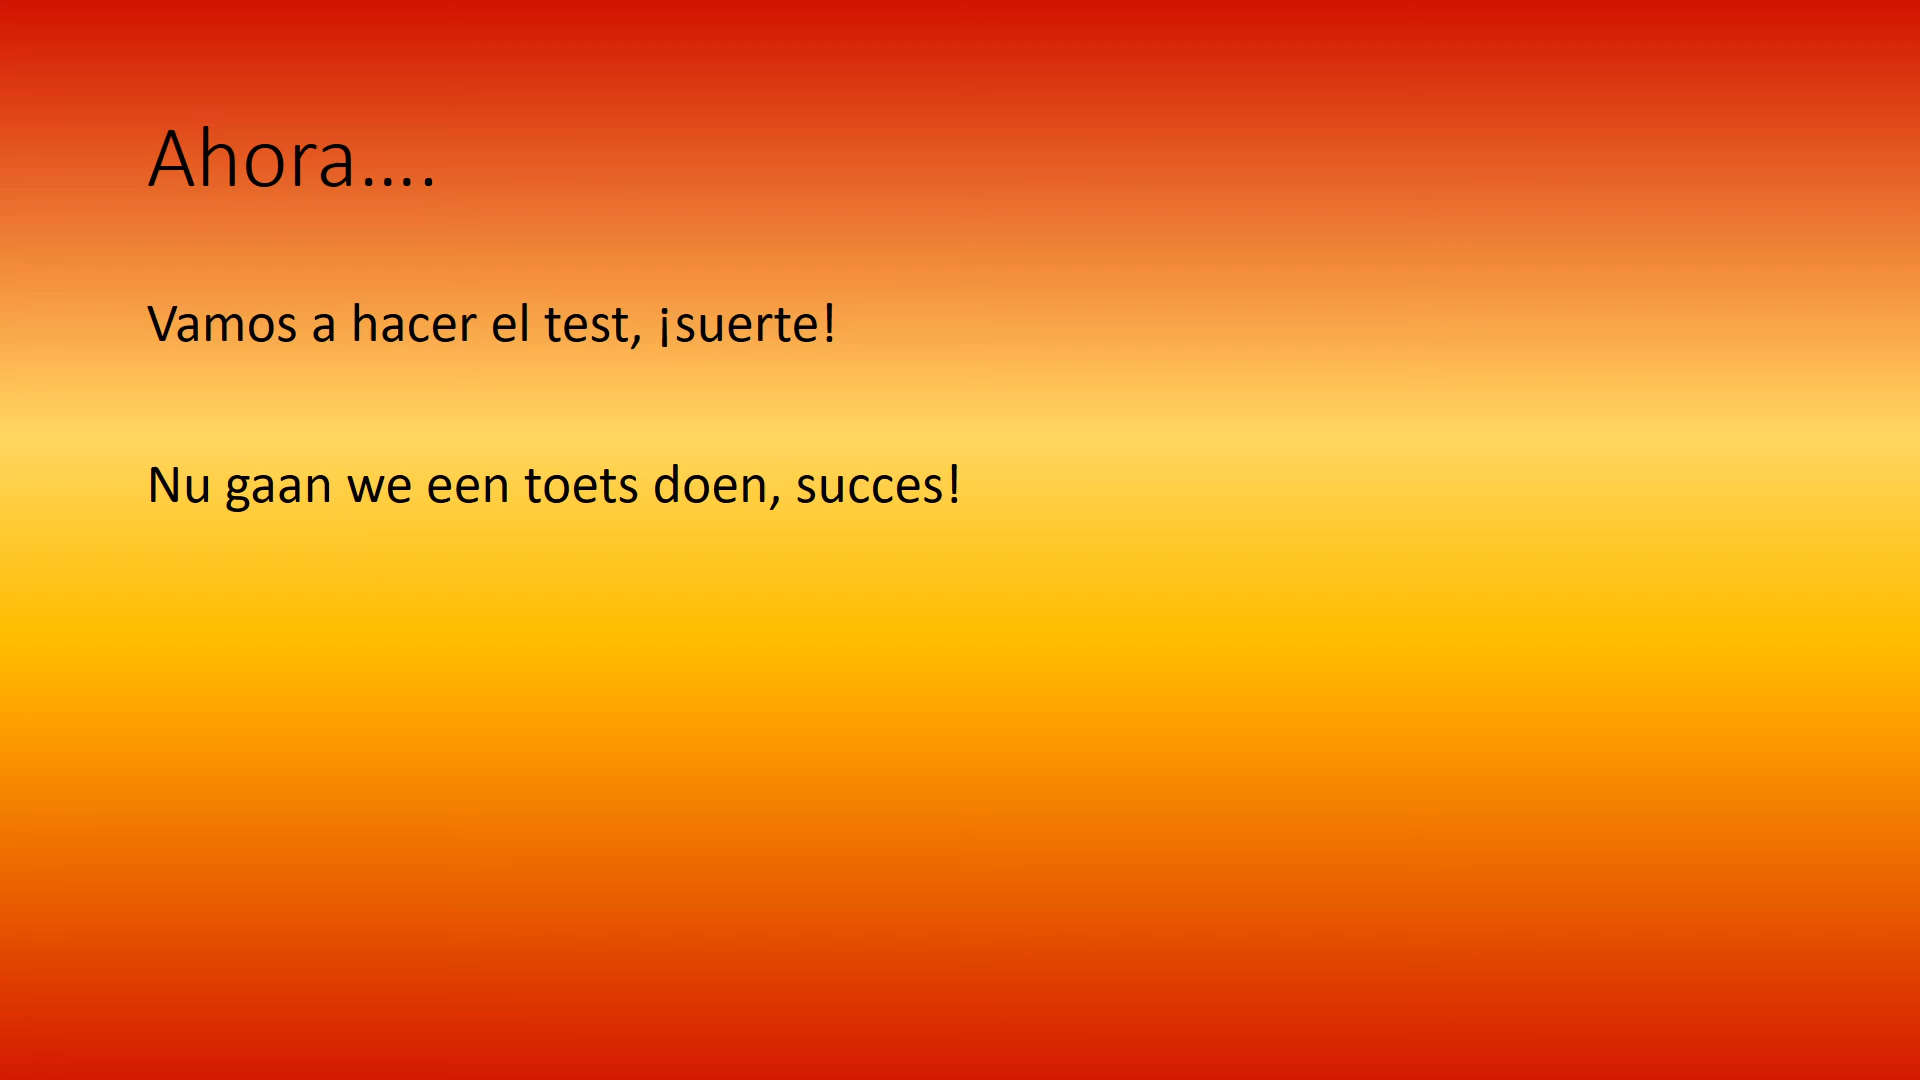 Ahora….
Vamos a hacer el test, ¡suerte!
Nu gaan we een toets doen, succes!